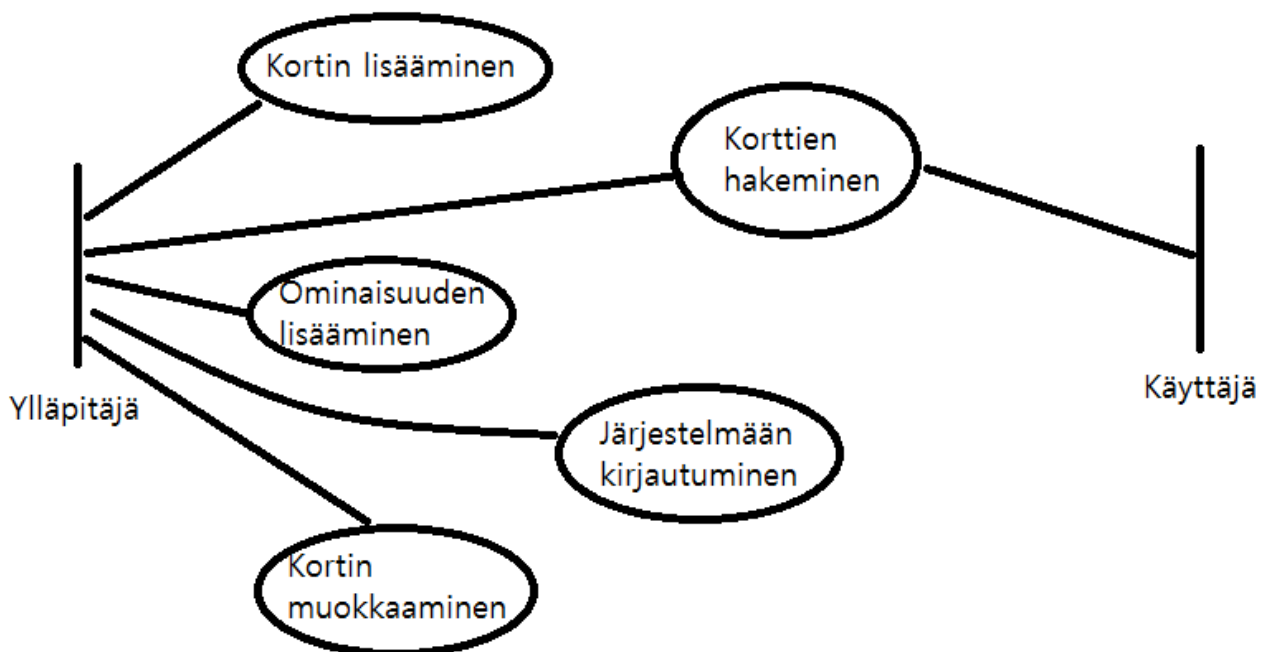 Kortin lisääminen
Korttien
hakeminen
Ominaisuuden
lisääminen
Ylläpitäjä
Käyttäjä
Järjestelmään
kirjautuminen
Kortin
muokkaaminen